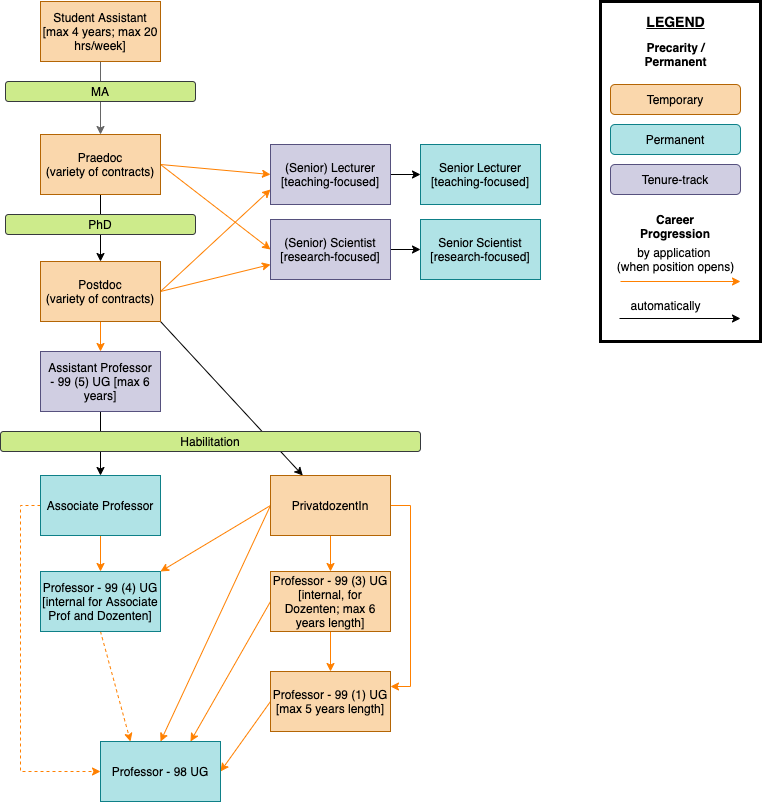 Student Assistant
[max 4 years; max 20
hrs/week]
MA
Praedoc
(variety of contracts)
(Senior) Lecturer
[teaching-focused]
Senior Lecturer
[teaching-focused]
PhD
(Senior) Scientist
[research-focused]
Senior Scientist
[research-focused]
Postdoc
(variety of contracts)
Assistant Professor
- 99 (5) UG [max 6
years]
Habilitation
Associate Professor
PrivatdozentIn
Professor - 99 (4) UG
[internal for Associate
Prof and Dozenten]
Professor - 99 (3) UG
[internal, for
Dozenten; max 6
years length]
Professor - 99 (1) UG
[max 5 years length]
Professor - 98 UG
LEGEND
Precarity /
Permanent
Temporary
Permanent
Tenure-track
Career
Progression
by application
(when position opens)
automatically